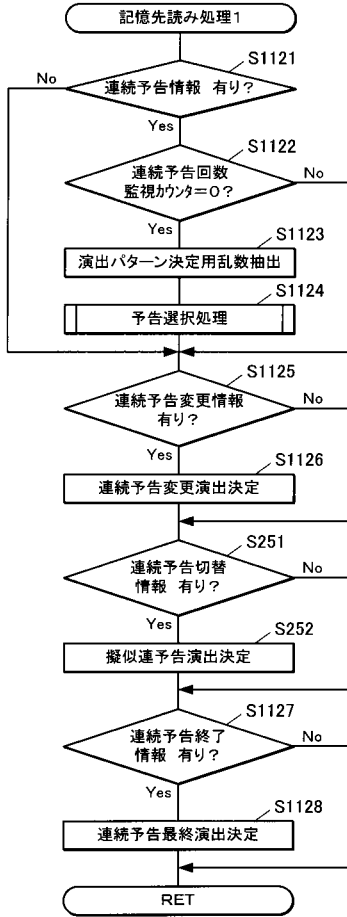 記憶先読み処理1
S1121
No
連続予告情報 有り?
Yes
S1122
連続予告回数
監視ｶｳﾝﾀ=0?
No
Yes
S1123
演出パターン決定用乱数抽出
S1124
予告選択処理
S1125
連続予告変更情報
有り?
No
Yes
S1126
連続予告変更演出決定
S251
連続予告切替
情報 有り?
No
Yes
S252
擬似連予告演出決定
S1127
連続予告終了
情報 有り?
No
Yes
S1128
連続予告最終演出決定
RET